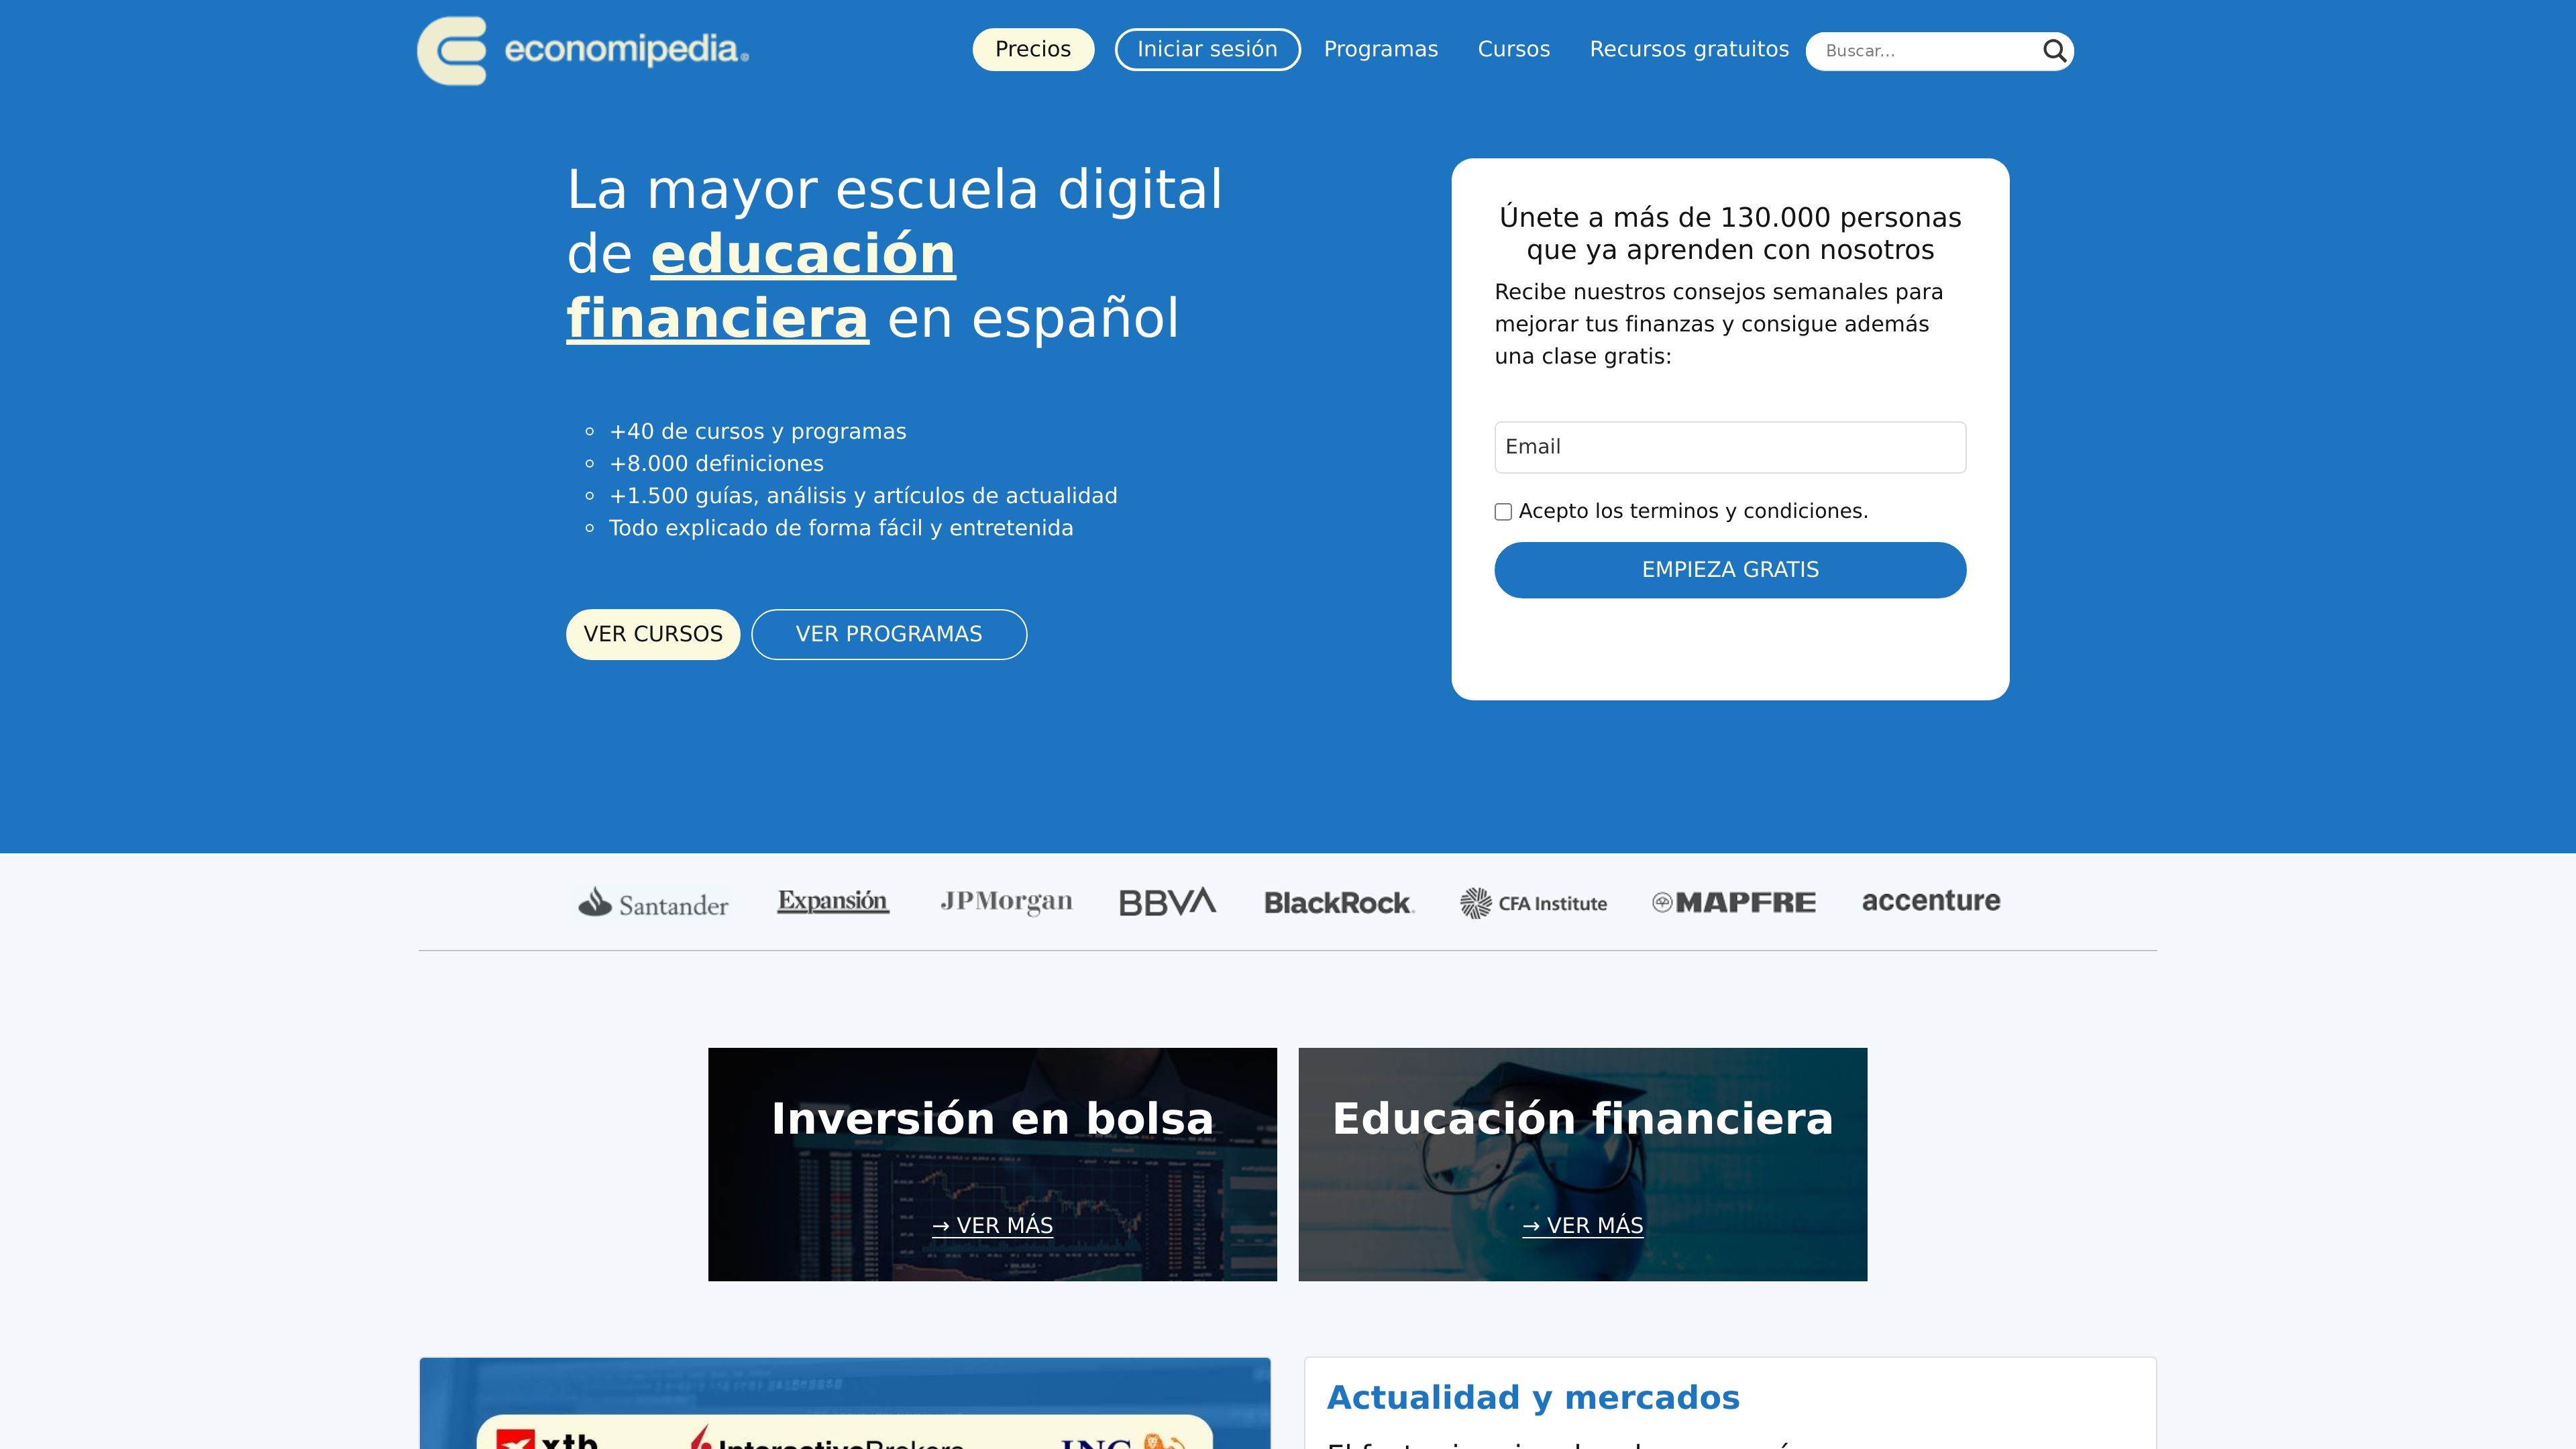 economipedia
Precios
Iniciar sesión
Programas
Cursos
Recursos gratuitos
Buscar...
La mayor escuela digital
de educación
financiera en español
+40 de cursos y programas
+8.000 definiciones
+1.500 guías, análisis y artículos de actualidad
Todo explicado de forma fácil y entretenida
VER CURSOS
VER PROGRAMAS
Únete a más de 130.000 personas
que ya aprenden con nosotros
Recibe nuestros consejos semanales para
mejorar tus finanzas y consigue además
una clase gratis:
Email
Acepto los terminos y condiciones.
EMPIEZA GRATIS
Santander
Expansión
JPMorgan
BBVA
BlackRock
CFA Institute
MAPFRE
accenture
Inversión en bolsa
→ VER MÁS
Educación financiera
→ VER MÁS
xtb
InteractiveBrokers
ING
Actualidad y mercados